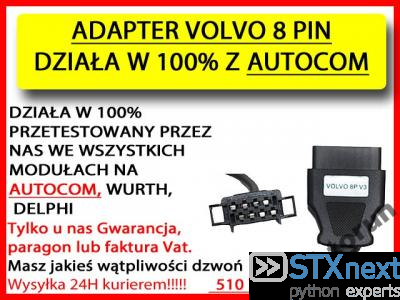 ADAPTER VOLVO 8 PIN
DZIAŁA W 100% Z AUTOCOM
DZIAŁA W 100%
PRZETESTOWANY PRZEZ
NAS WE WSZYSTKICH
MODUŁACH NA
AUTOCOM, WURTH,
DELPHI
VOLVO 8P V3
Tylko u nas Gwarancja,
paragon lub faktura Vat.
Masz jakieś wątpliwości dzwoń
Wysyłka 24H kurierem!!!!! 510
STXnext
python experts